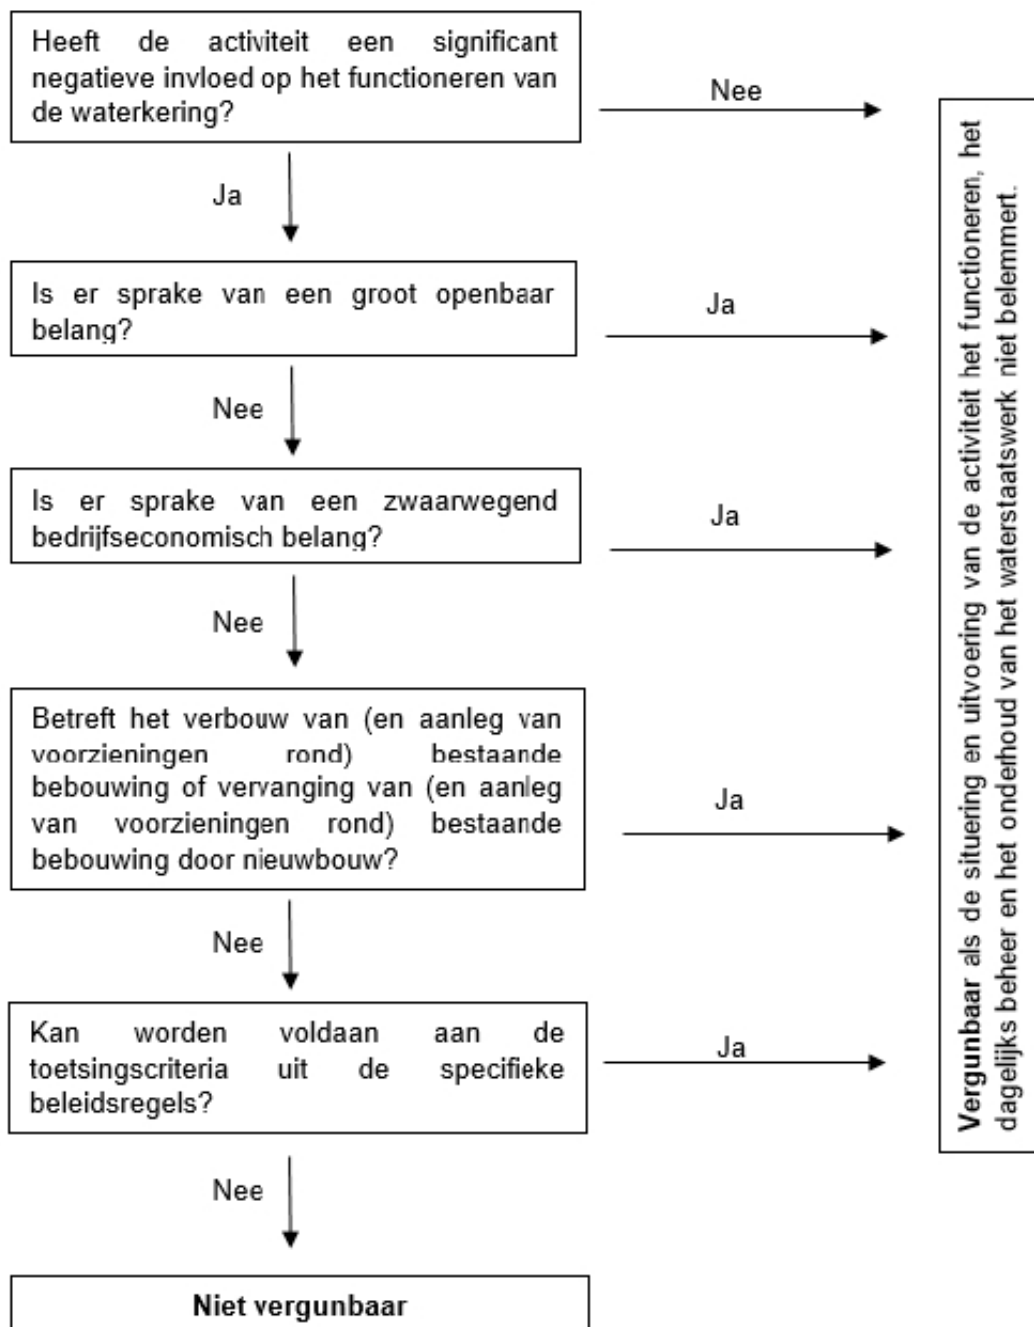 Heeft de activiteit een significant
negatieve invloed op het functioneren van
de waterkering?
Nee
Ja
Is er sprake van een groot openbaar
belang?
Ja
Nee
Is er sprake van een zwaarwegend
bedrijfseconomisch belang?
Ja
Nee
Betreft het verbouw van (en aanleg van
voorzieningen rond) bestaande
bebouwing of vervanging van (en aanleg
van voorzieningen rond) bestaande
bebouwing door nieuwbouw?
Ja
Nee
Kan worden voldaan aan de
toetsingscriteria uit de specifieke
beleidsregels?
Ja
Nee
Niet vergunbaar
Vergunbaar als de situering en uitvoering van de activiteit het functioneren, het
dagelijks beheer en het onderhoud van het waterstaatswerk niet belemmert.